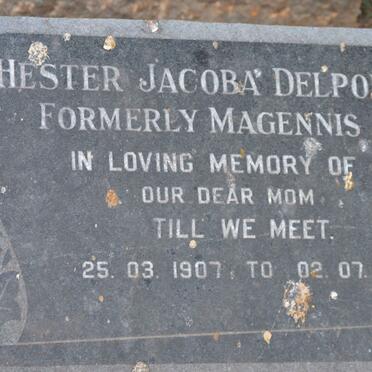 HESTER JACOBA DELPO
FORMERLY MAGENNIS
IN LOVING MEMORY OF
OUR DEAR MOM
TILL WE MEET.
25. 03. 1907 TO 02. 07.